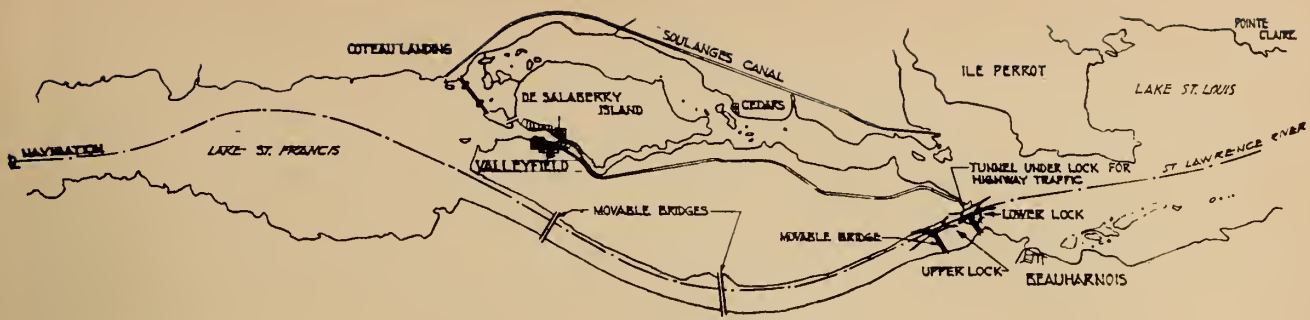 POINTE
CLAIRE
COTEAU LANDING
SOULANGES CANAL
ILE PERROT
LAKE ST. LOUIS
DE SALABERRY
ISLAND
CEDARS
NAVIGATION
LAKE ST. FRANCIS
VALLEYFIELD
ST LAWRENCE RIVER
TUNNEL UNDER LOCK FOR
HIGHWAY TRAFFIC
MOVABLE BRIDGES
LOWER LOCK
MOVABLE BRIDGE
UPPER LOCK
BEAUHARNOIS